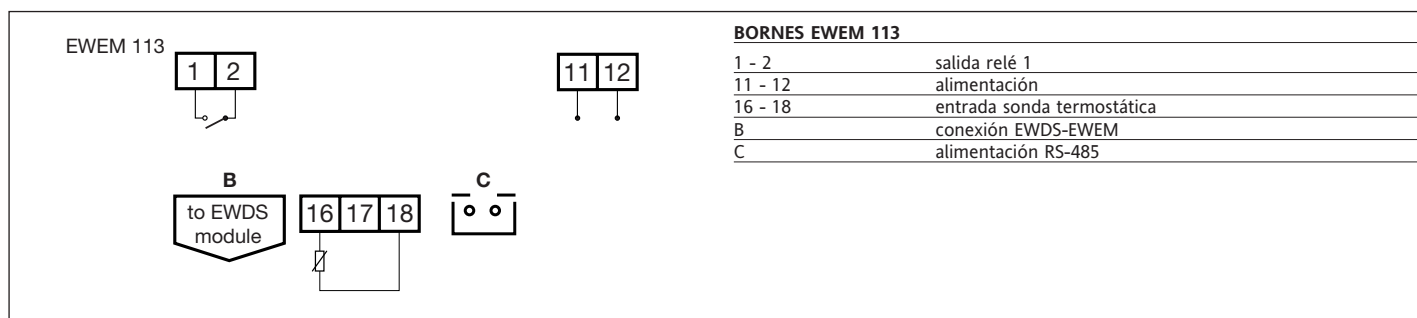 EWEM 113
1 2
11 12
B
to EWDS
module
16 17 18
C
BORNES EWEM 113
1 - 2 salida relé 1
11 - 12 alimentación
16 - 18 entrada sonda termostática
B conexión EWDS-EWEM
C alimentación RS-485